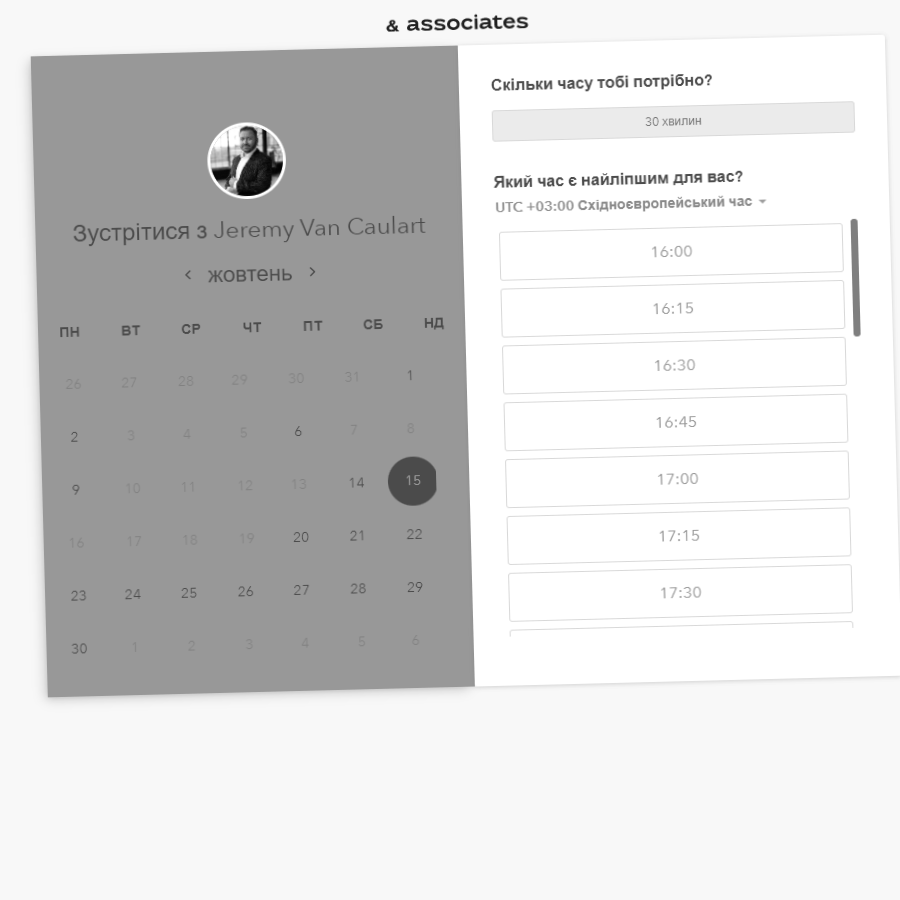 & associates
Зустрітися з Jeremy Van Caulart
жовтень
ПН ВТ СР ЧТ ПТ СБ НД
26 27 28 29 30 31 1
2 3 4 5 6 7 8
9 10 11 12 13 14 15
16 17 18 19 20 21 22
23 24 25 26 27 28 29
30 1 2 3 4 5 6
Скільки часу тобі потрібно?
30 хвилин
Який час є найліпшим для вас?
UTC +03:00 Східноєвропейський час
16:00
16:15
16:30
16:45
17:00
17:15
17:30